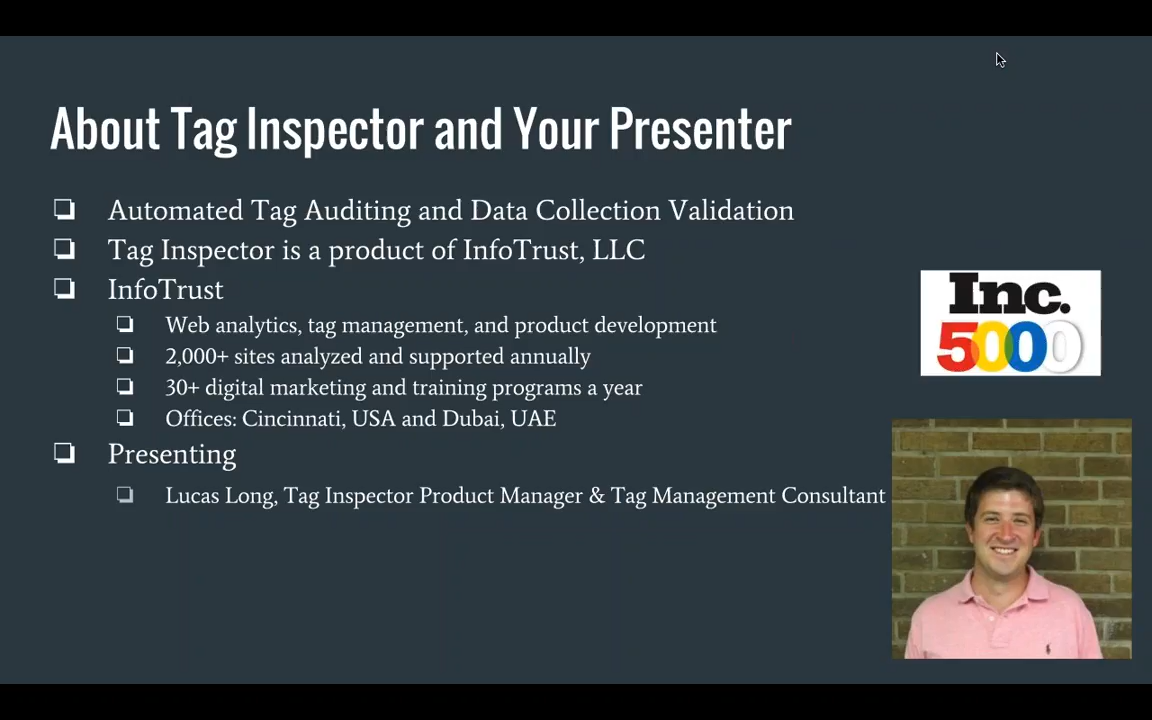 About Tag Inspector and Your Presenter
Automated Tag Auditing and Data Collection Validation
Tag Inspector is a product of InfoTrust, LLC
InfoTrust
Web analytics, tag management, and product development
2,000+ sites analyzed and supported annually
30+ digital marketing and training programs a year
Offices: Cincinnati, USA and Dubai, UAE
Presenting
Lucas Long, Tag Inspector Product Manager & Tag Management Consultant
Inc.
5000